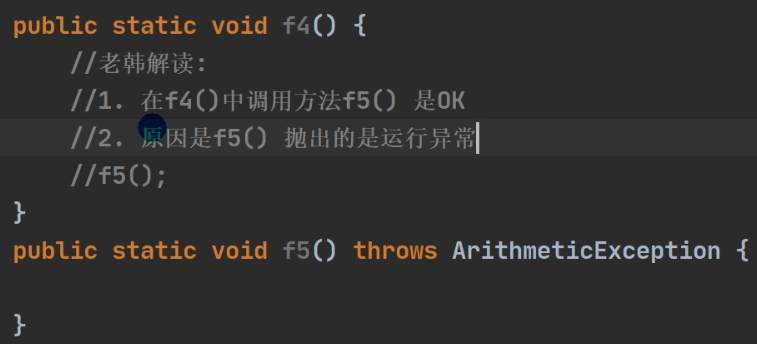 public static void f4() {
//老韩解读:
//1. 在f4()中调用方法f5() 是OK
//2. 原因是f5() 抛出的是运行异常
//f5();
}
public static void f5() throws ArithmeticException {
}